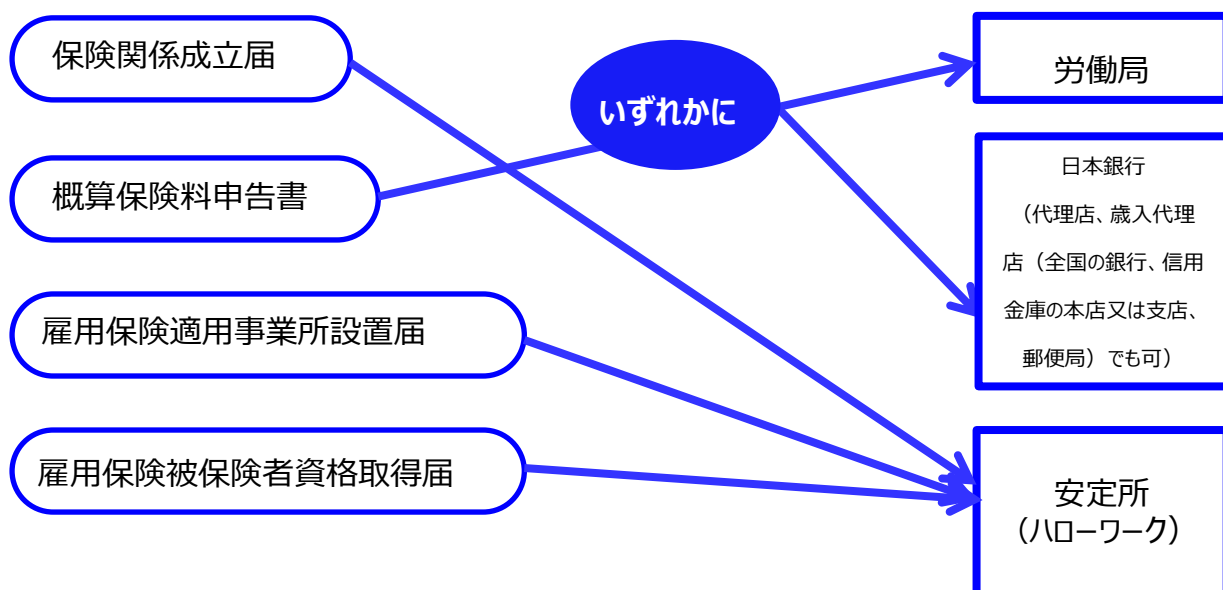 保険関係成立届
概算保険料申告書
雇用保険適用事業所設置届
雇用保険被保険者資格取得届
いずれかに
労働局
日本銀行
（代理店、歳入代理
店（全国の銀行、信用
金庫の本店又は支店、
郵便局）でも可）
安定所
（ハローワーク）